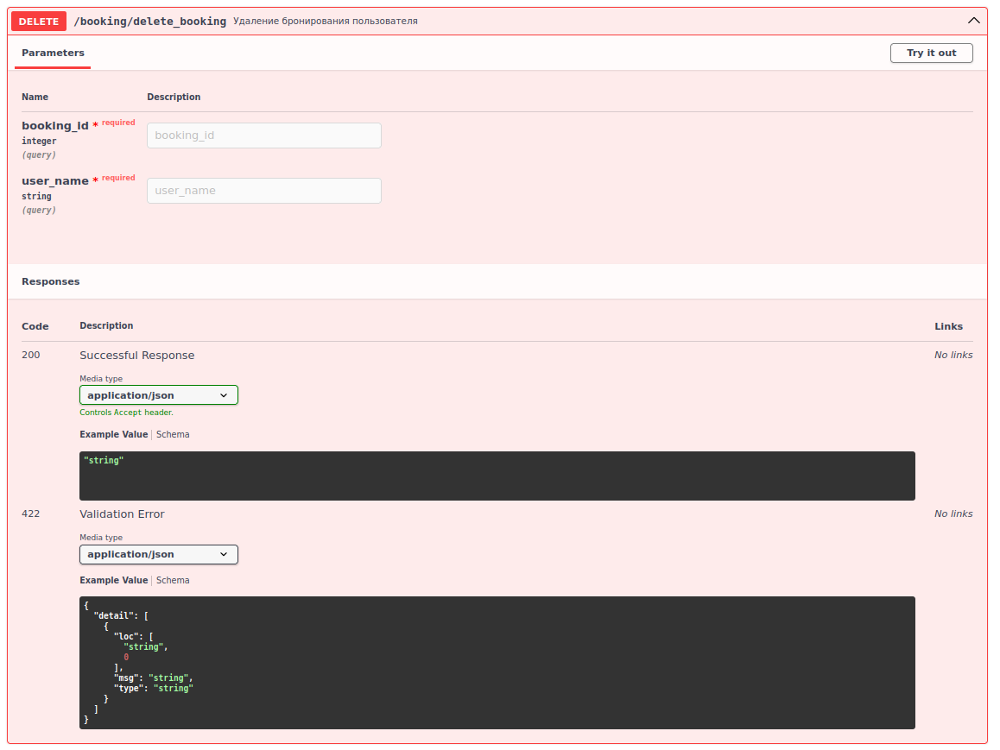 DELETE /booking/delete_booking Удаление бронирования пользователя
Parameters Try it out
Name Description
booking_id * required booking_id
integer
(query)
user_name * required user_name
string
(query)
Responses
Code Description Links
200 Successful Response No links
Media type
application/json
Controls Accept header.
Example Value | Schema
"string"
422 Validation Error No links
Media type
application/json
Example Value | Schema
{
  "detail": [
    {
      "loc": [
        "string",
        0
      ],
      "msg": "string",
      "type": "string"
    }
  ]
}